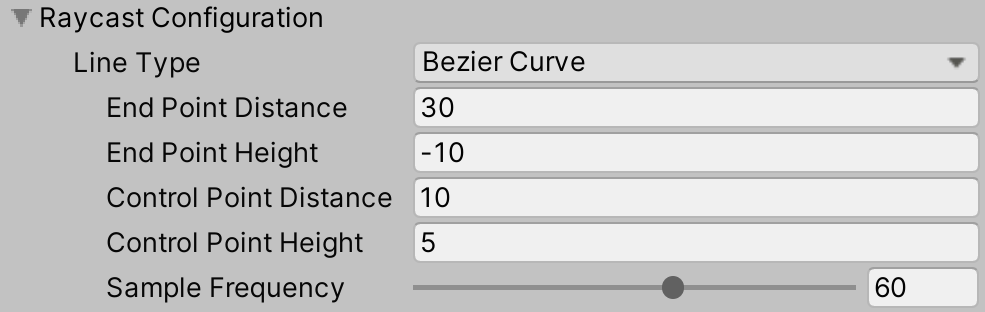 Raycast Configuration
Line Type Bezier Curve
End Point Distance 30
End Point Height -10
Control Point Distance 10
Control Point Height 5
Sample Frequency 60